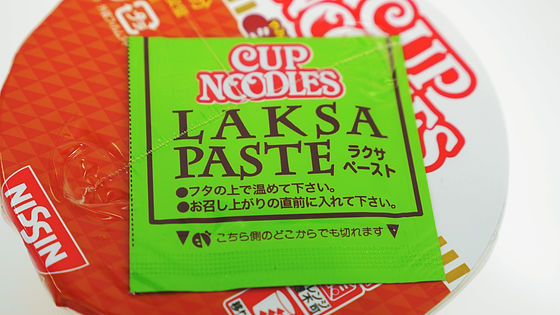 CUP
NOODLES
LAKSA
PASTE
ラクサ
ペースト
●フタの上で温めて下さい。
●お召し上がりの直前に入れて下さい。
こちら側のどこからでも切れます
NISSIN
CUP